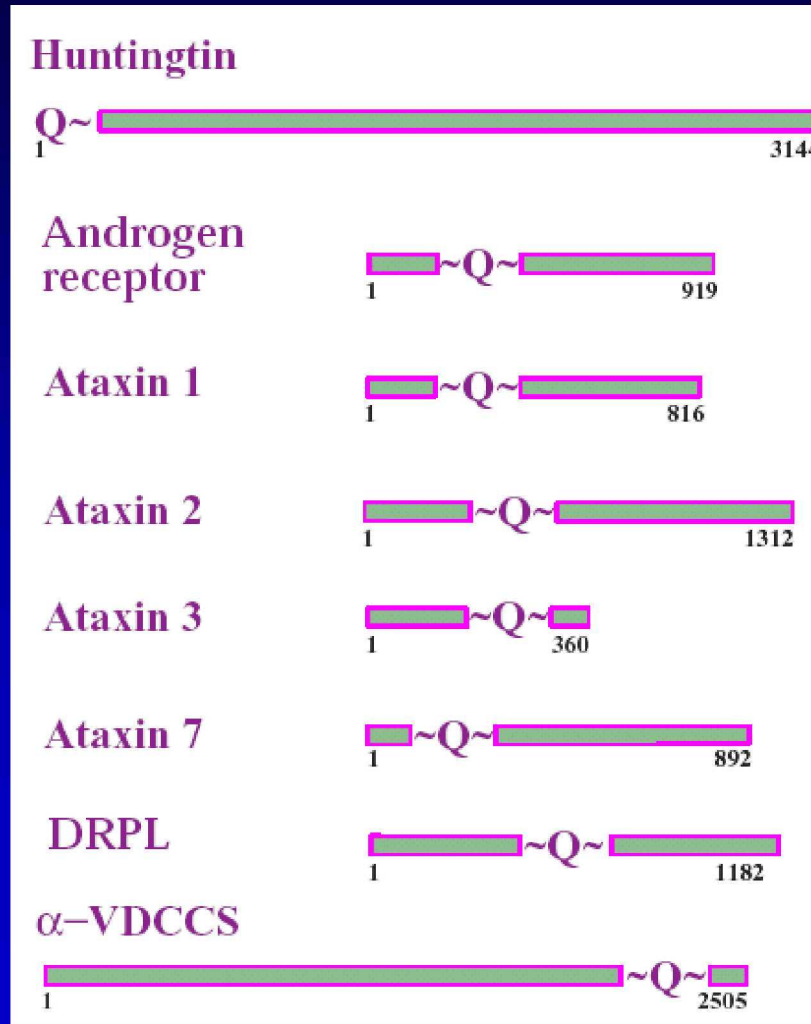 Huntingtin
Q~
1 3144
Androgen
receptor
~Q~
1 919
Ataxin 1
~Q~
1 816
Ataxin 2
~Q~
1 1312
Ataxin 3
~Q~
1 360
Ataxin 7
~Q~
1 892
DRPL
~Q~
1 1182
α–VDCCS
~Q~
1 2505